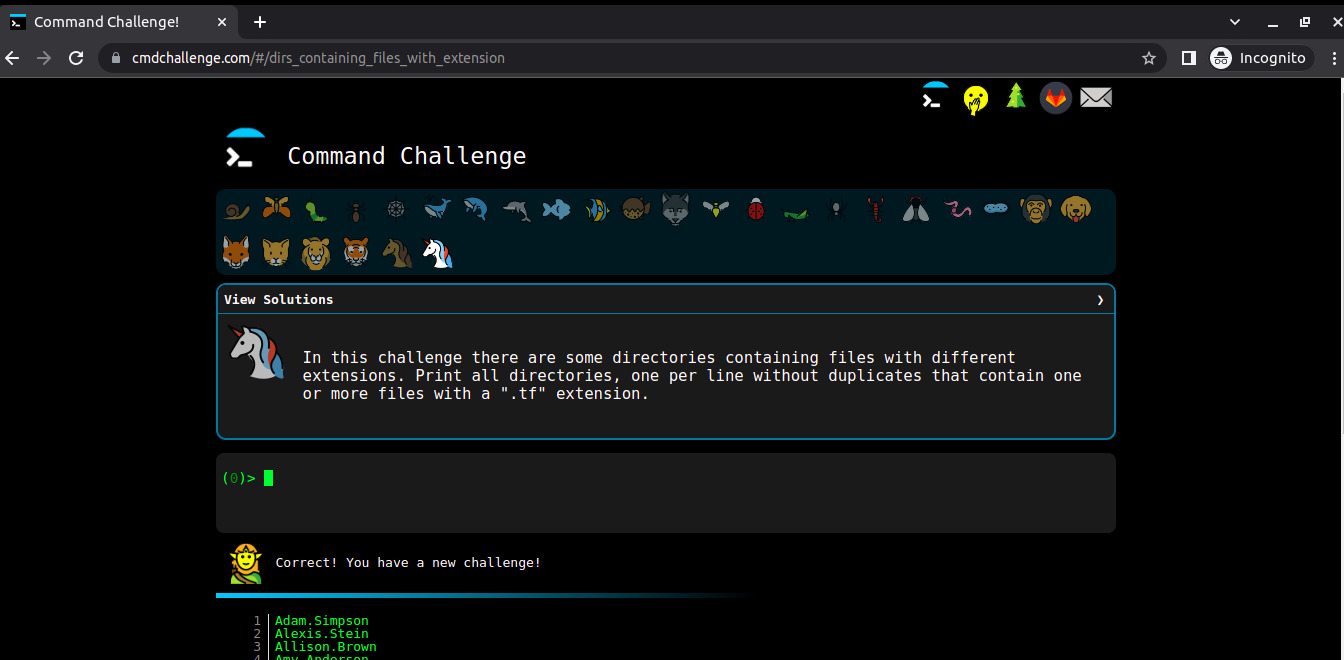 Command Challenge!
cmdchallenge.com/#/dirs_containing_files_with_extension
Incognito
Command Challenge
View Solutions
In this challenge there are some directories containing files with different
extensions. Print all directories, one per line without duplicates that contain one
or more files with a ".tf" extension.
(0)>
Correct! You have a new challenge!
1 Adam.Simpson
2 Alexis.Stein
3 Allison.Brown
4 Amy.Anderson